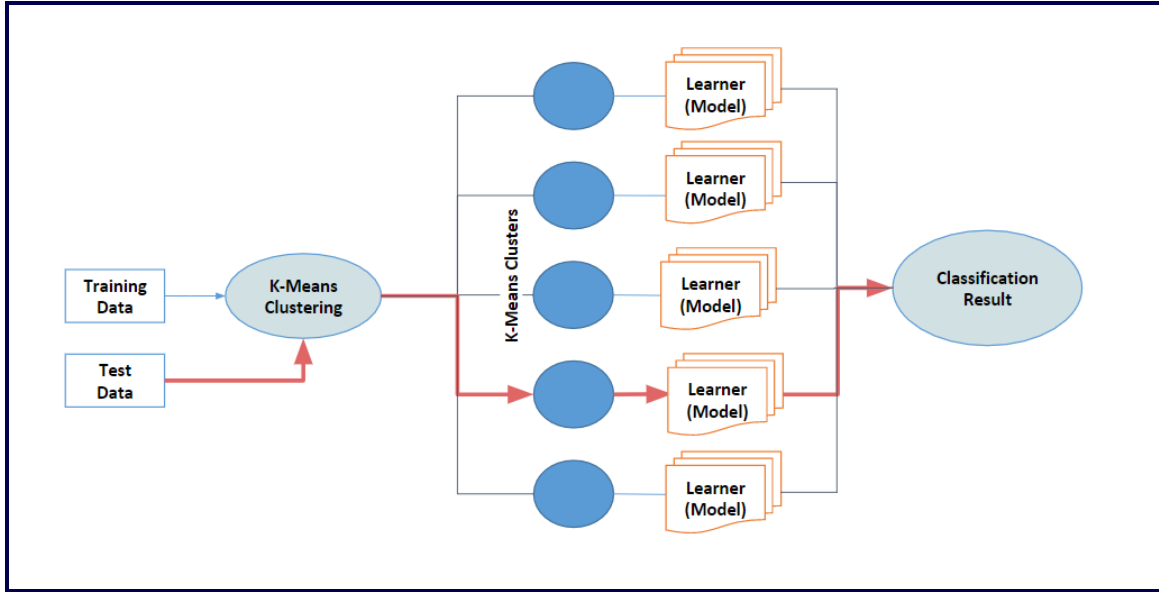 Training
Data
Test
Data
K-Means
Clustering
K-Means Clusters
Learner
(Model)
Learner
(Model)
Learner
(Model)
Learner
(Model)
Learner
(Model)
Classification
Result